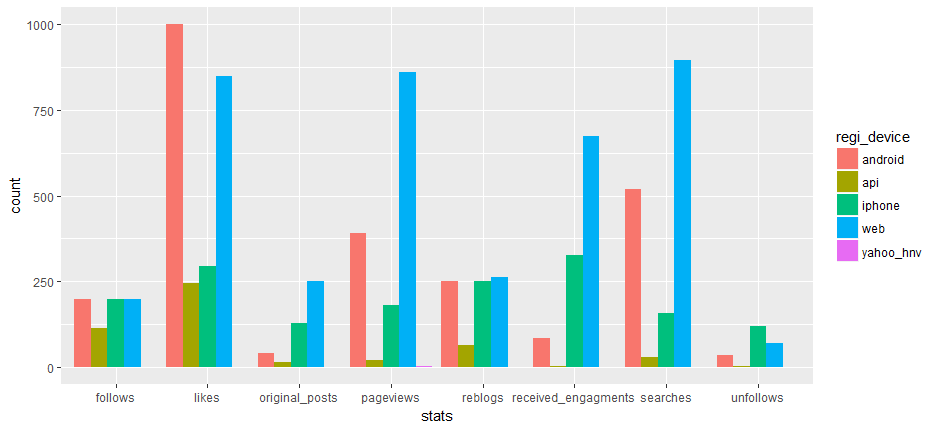 1000
750
500
250
0
count
follows likes original_posts pageviews reblogs received_engagments searches unfollows
stats
regi_device
android
api
iphone
web
yahoo_hnv